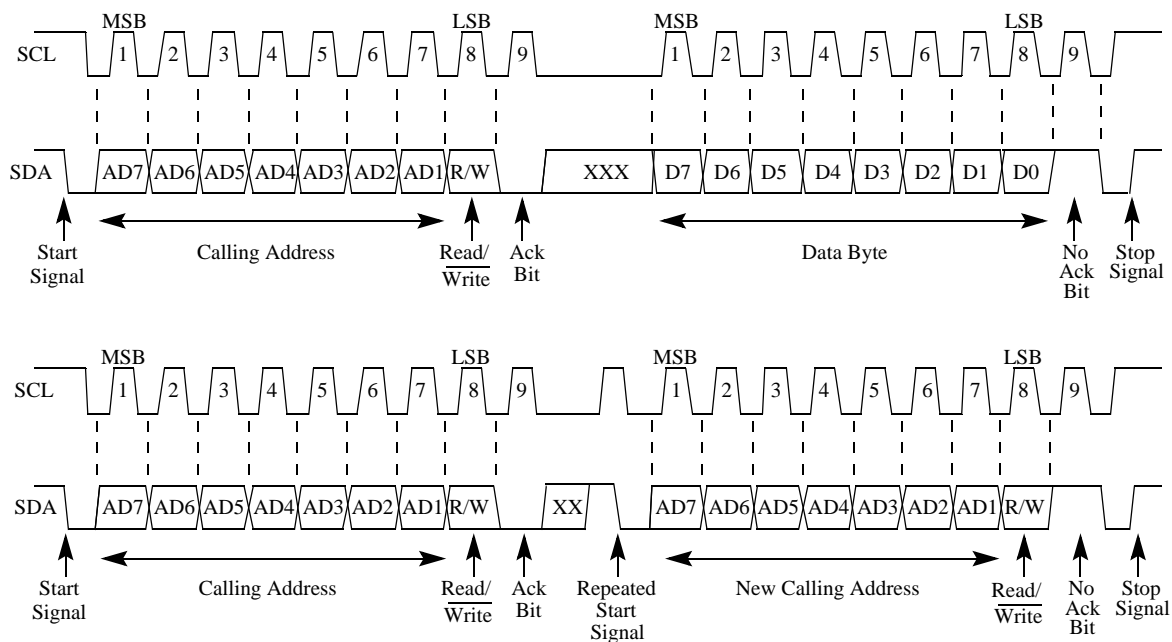 MSB LSB MSB LSB
SCL 1 2 3 4 5 6 7 8 9 1 2 3 4 5 6 7 8 9
SDA AD7 AD6 AD5 AD4 AD3 AD2 AD1 R/W XXX D7 D6 D5 D4 D3 D2 D1 D0
Start Signal
Calling Address
Read/ Write
Ack Bit
Data Byte
No Ack Bit
Stop Signal
MSB LSB MSB LSB
SCL 1 2 3 4 5 6 7 8 9 1 2 3 4 5 6 7 8 9
SDA AD7 AD6 AD5 AD4 AD3 AD2 AD1 R/W XX AD7 AD6 AD5 AD4 AD3 AD2 AD1 R/W
Start Signal
Calling Address
Read/ Write
Ack Bit
Repeated Start Signal
New Calling Address
Read/ Write
No Ack Bit
Stop Signal